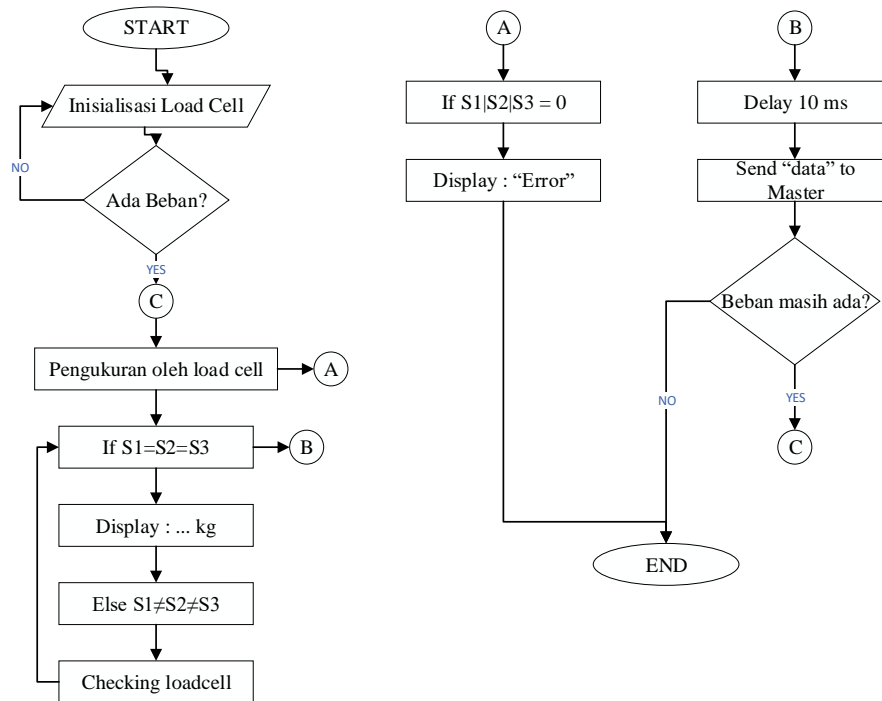 START
Inisialisasi Load Cell
NO
Ada Beban?
YES
C
Pengukuran oleh load cell
A
If S1=S2=S3
B
Display : ... kg
Else S1≠S2≠S3
Checking loadcell
A
If S1|S2|S3 = 0
Display : “Error”
B
Delay 10 ms
Send “data” to
Master
Beban masih ada?
NO
YES
C
END